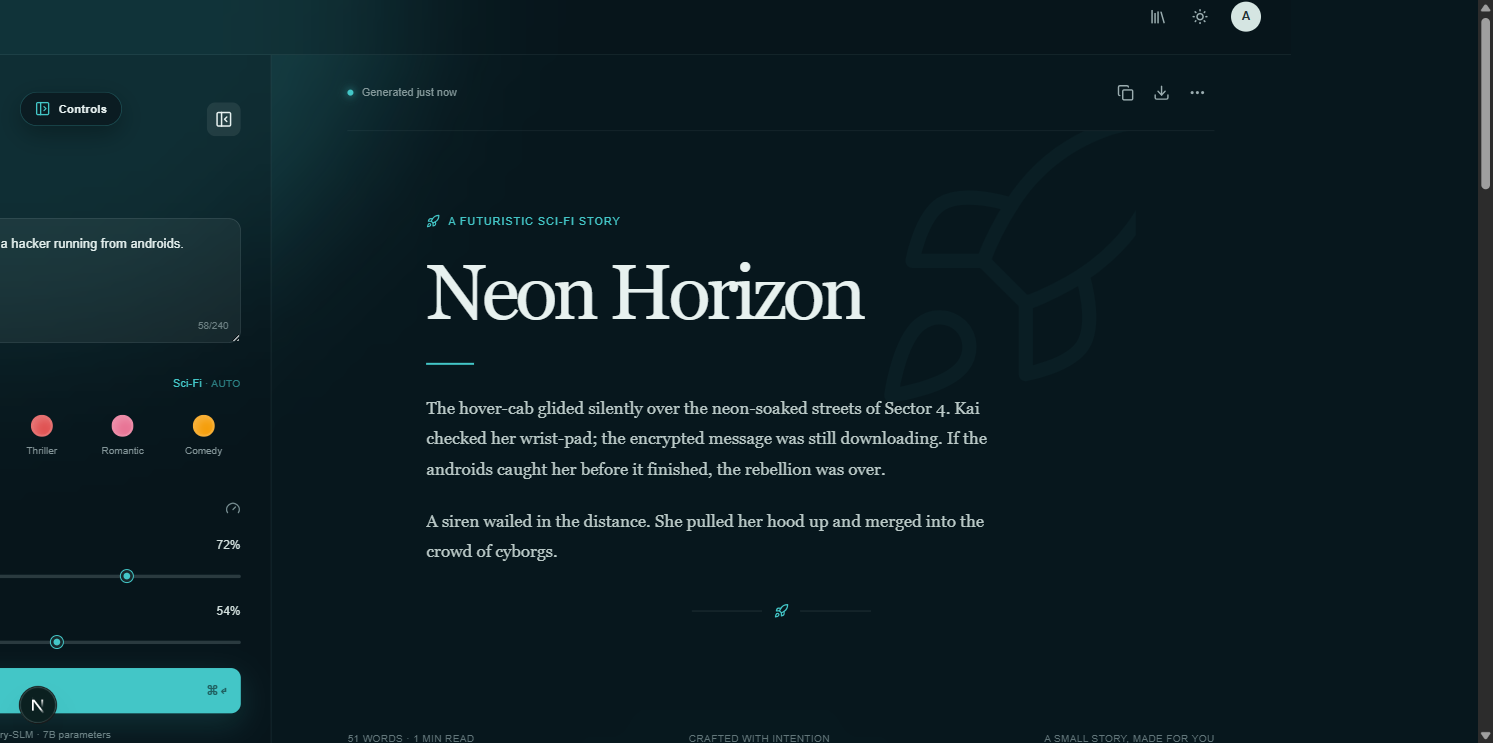 A
Controls
Generated just now
a hacker running from androids.
58/240
Sci-Fi · AUTO
Thriller
Romantic
Comedy
72%
54%
⌘ ⏎
N
ry-SLM · 7B parameters
A FUTURISTIC SCI-FI STORY
Neon Horizon
The hover-cab glided silently over the neon-soaked streets of Sector 4. Kai
checked her wrist-pad; the encrypted message was still downloading. If the
androids caught her before it finished, the rebellion was over.
A siren wailed in the distance. She pulled her hood up and merged into the
crowd of cyborgs.
51 WORDS · 1 MIN READ
CRAFTED WITH INTENTION
A SMALL STORY, MADE FOR YOU